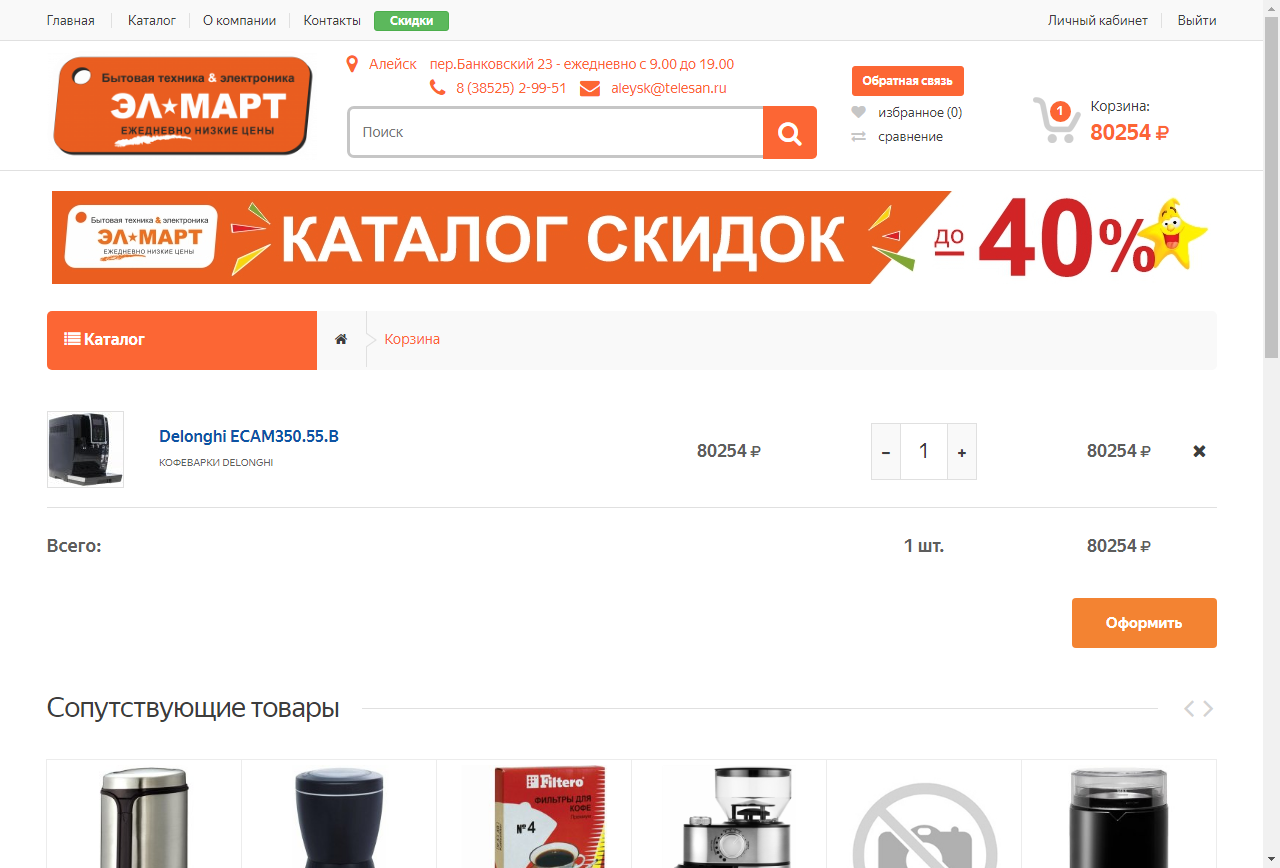 Главная
Каталог
О компании
Контакты
Скидки
Личный кабинет
Выйти
Бытовая техника & электроника
ЭЛ★МАРТ
ЕЖЕДНЕВНО НИЗКИЕ ЦЕНЫ
Алейск
пер.Банковский 23 - ежедневно с 9.00 до 19.00
8 (38525) 2-99-51
aleysk@telesan.ru
Поиск
Обратная связь
избранное (0)
сравнение
1
Корзина:
80254 ₽
Бытовая техника & электроника
ЭЛ★МАРТ
ЕЖЕДНЕВНО НИЗКИЕ ЦЕНЫ
КАТАЛОГ СКИДОК
до 40%
Каталог
Корзина
Delonghi ECAM350.55.B
КОФЕВАРКИ DELONGHI
80254 ₽
- 1 +
80254 ₽
Всего:
1 шт.
80254 ₽
Оформить
Сопутствующие товары
Filtero
ФИЛЬТРЫ ДЛЯ
КОФЕ
№4